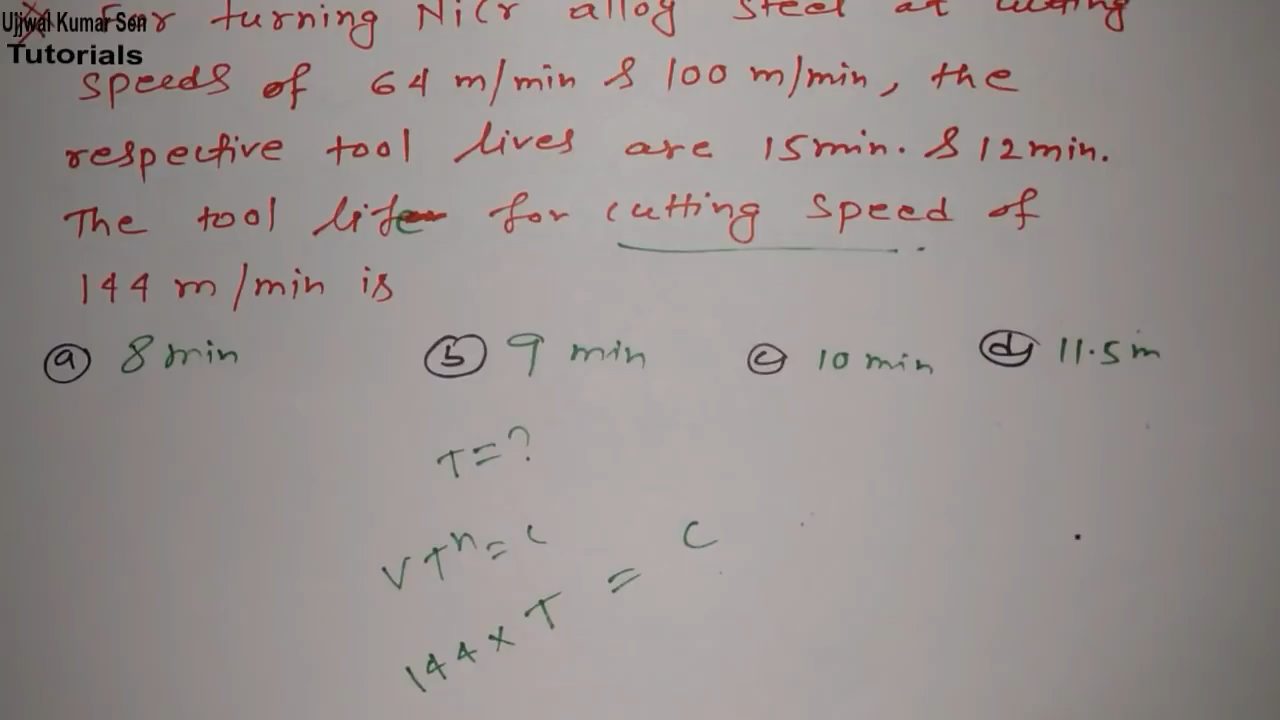 Ujjwal Kumar Sen
Tutorials
For turning NiCr alloy steel at cutting
speeds of 64 m/min & 100 m/min, the
respective tool lives are 15min. & 12min.
The tool life for cutting speed of
144 m/min is
(a) 8 min (b) 9 min (c) 10 min (d) 11.5 m
T = ?
VTⁿ = C
144 × T = C